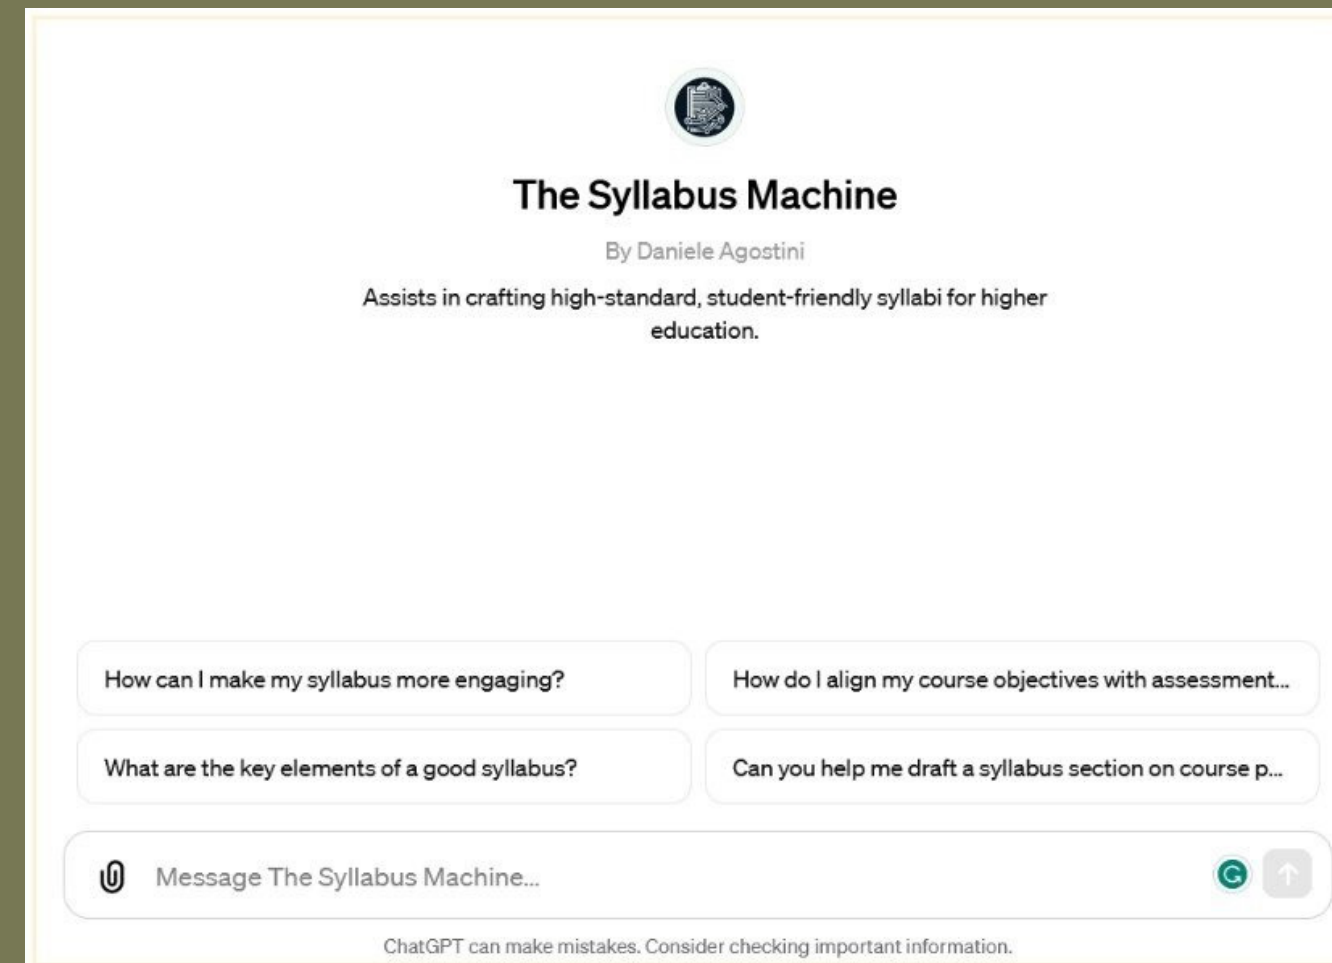 The Syllabus Machine
By Daniele Agostini
Assists in crafting high-standard, student-friendly syllabi for higher
education.
How can I make my syllabus more engaging?
How do I align my course objectives with assessment...
What are the key elements of a good syllabus?
Can you help me draft a syllabus section on course p...
Message The Syllabus Machine...
ChatGPT can make mistakes. Consider checking important information.